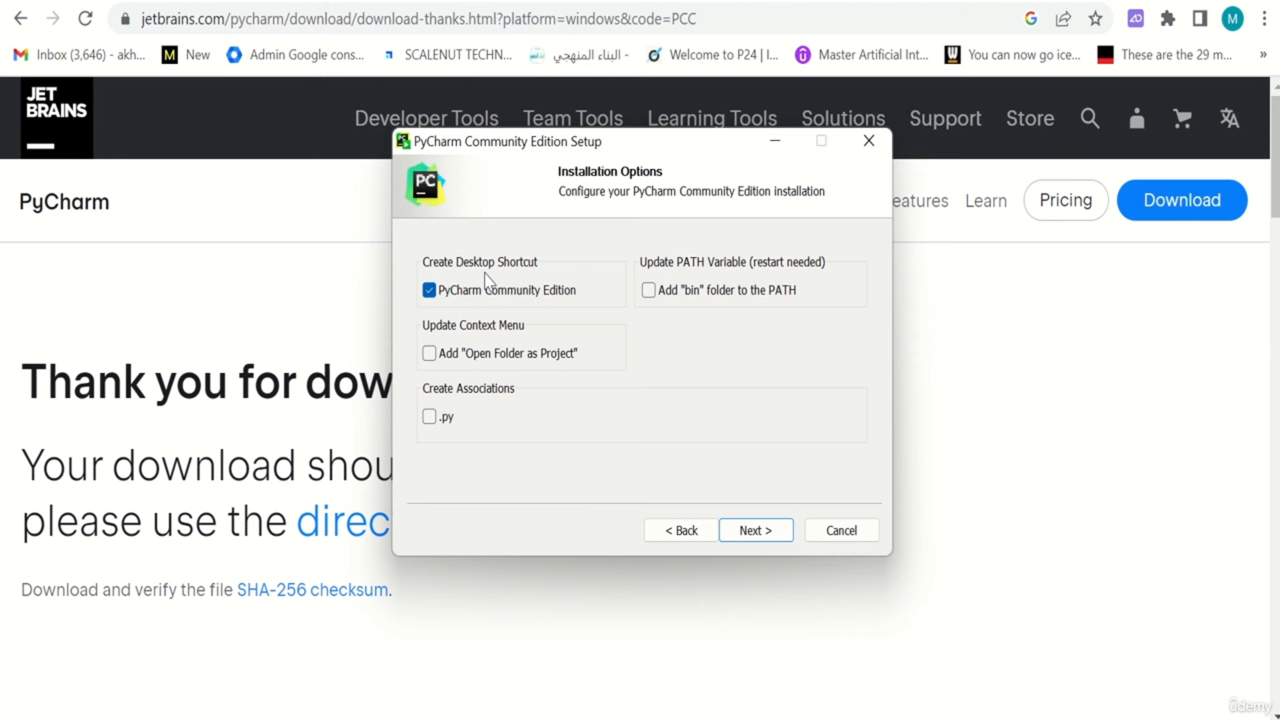 jetbrains.com/pycharm/download/download-thanks.html?platform=windows&code=PCC
M
Inbox (3,646) - akh...
New
Admin Google cons...
SCALENUT TECHN...
البناء المنهجي - ...
Welcome to P24 | I...
Master Artificial Int...
You can now go ice...
These are the 29 m...
»
JET
BRAINS
Developer Tools
Team Tools
Learning Tools
Solutions
Support
Store
PyCharm Community Edition Setup
PC
Installation Options
Configure your PyCharm Community Edition installation
PyCharm
eatures
Learn
Pricing
Download
Create Desktop Shortcut
Update PATH Variable (restart needed)
PyCharm Community Edition
Add "bin" folder to the PATH
Update Context Menu
Add "Open Folder as Project"
Create Associations
.py
Thank you for dow
Your download shou
please use the direc
< Back
Next >
Cancel
Download and verify the file SHA-256 checksum.
ûdemy